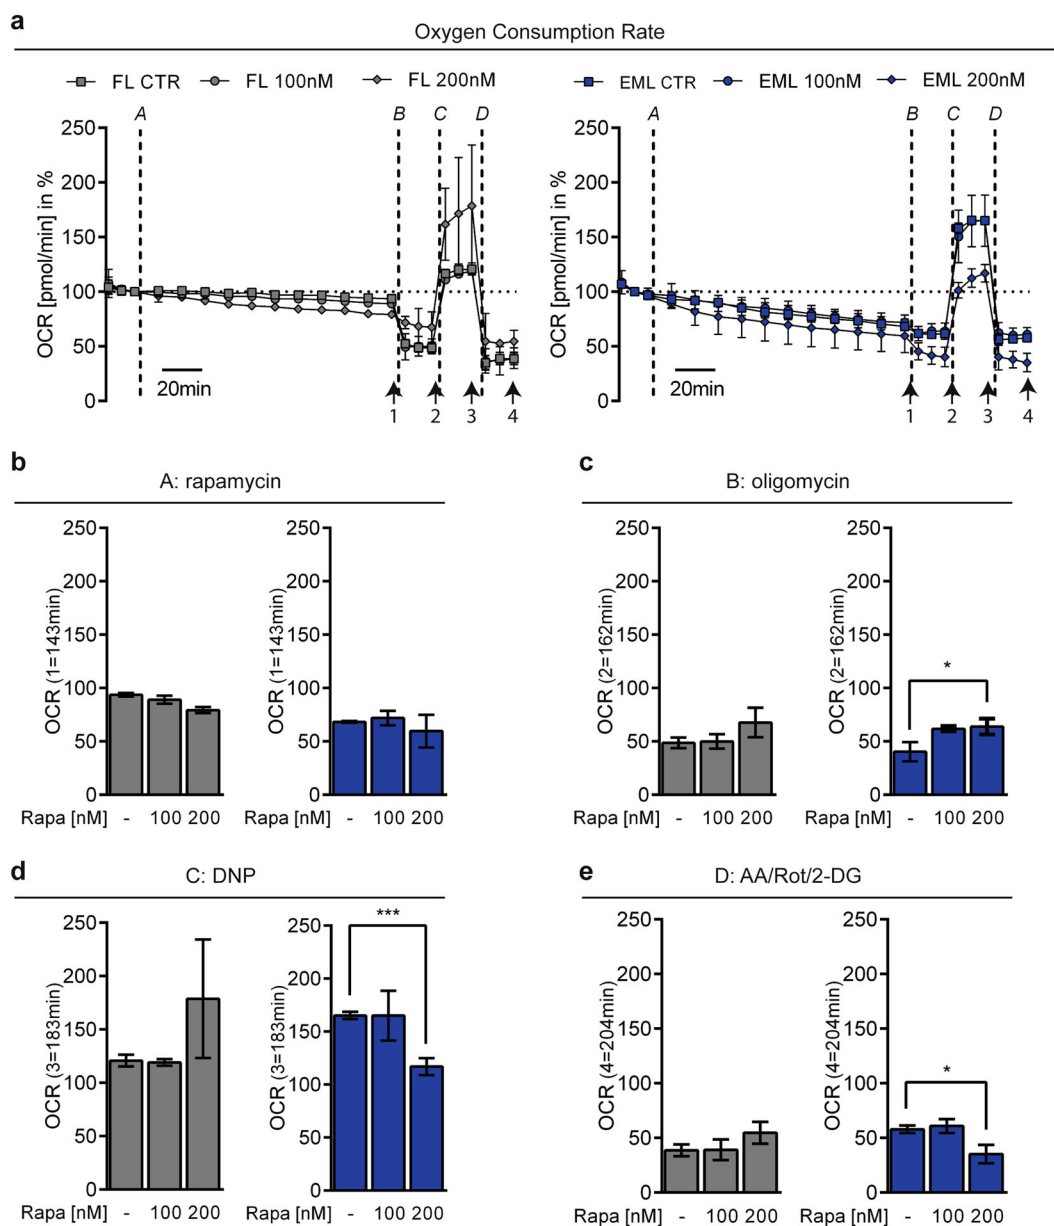 a
Oxygen Consumption Rate
FL CTR FL 100nM FL 200nM
EML CTR EML 100nM EML 200nM
A B C D
A B C D
OCR [pmol/min] in %
250
200
150
100
50
0
20min
1 2 3 4
OCR [pmol/min] in %
250
200
150
100
50
0
20min
1 2 3 4
b
A: rapamycin
OCR (1=143min)
250
200
150
100
50
0
Rapa [nM] - 100 200
OCR (1=143min)
250
200
150
100
50
0
Rapa [nM] - 100 200
c
B: oligomycin
OCR (2=162min)
250
200
150
100
50
0
Rapa [nM] - 100 200
OCR (2=162min)
250
200
150
100
50
0
*
Rapa [nM] - 100 200
d
C: DNP
OCR (3=183min)
250
200
150
100
50
0
Rapa [nM] - 100 200
OCR (3=183min)
250
200
150
100
50
0
***
Rapa [nM] - 100 200
e
D: AA/Rot/2-DG
OCR (4=204min)
250
200
150
100
50
0
Rapa [nM] - 100 200
OCR (4=204min)
250
200
150
100
50
0
*
Rapa [nM] - 100 200